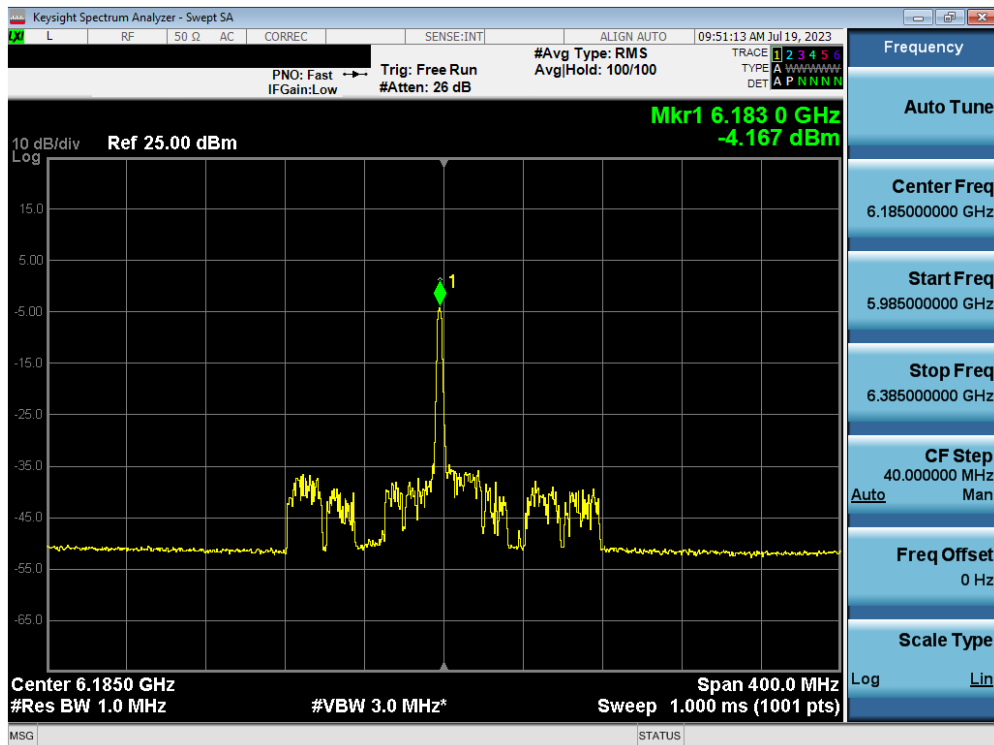 Keysight Spectrum Analyzer - Swept SA
LXI L RF 50 Ω AC CORREC SENSE:INT ALIGN AUTO 09:51:13 AM Jul 19, 2023
PNO: Fast Trig: Free Run #Avg Type: RMS TRACE 1 2 3 4 5 6
IFGain:Low #Atten: 26 dB Avg|Hold: 100/100 TYPE A WWWWW
DET A P N N N N
Mkr1 6.183 0 GHz
-4.167 dBm
10 dB/div Ref 25.00 dBm
Log
15.0
5.00
-5.00
-15.0
-25.0
-35.0
-45.0
-55.0
-65.0
1
Center 6.1850 GHz Span 400.0 MHz
#Res BW 1.0 MHz #VBW 3.0 MHz* Sweep 1.000 ms (1001 pts)
MSG STATUS
Frequency
Auto Tune
Center Freq
6.185000000 GHz
Start Freq
5.985000000 GHz
Stop Freq
6.385000000 GHz
CF Step
40.000000 MHz
Auto Man
Freq Offset
0 Hz
Scale Type
Log Lin